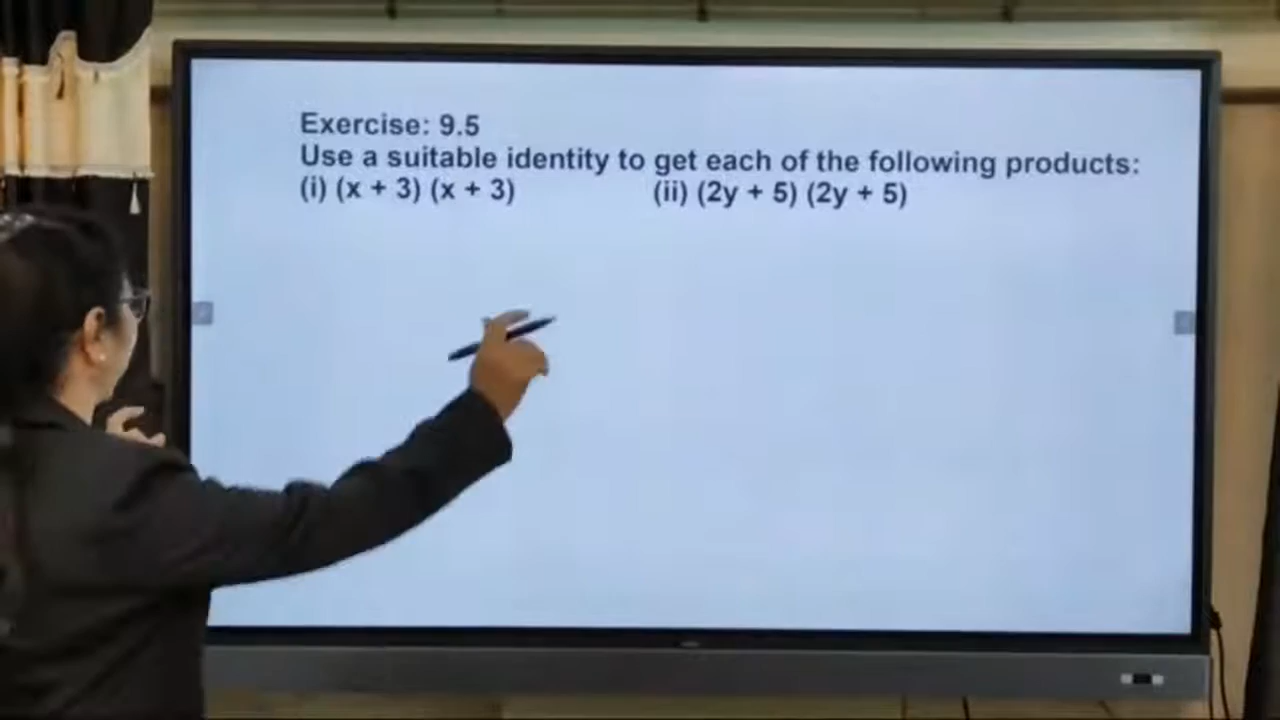 Exercise: 9.5
Use a suitable identity to get each of the following products:
(i) (x + 3) (x + 3) (ii) (2y + 5) (2y + 5)